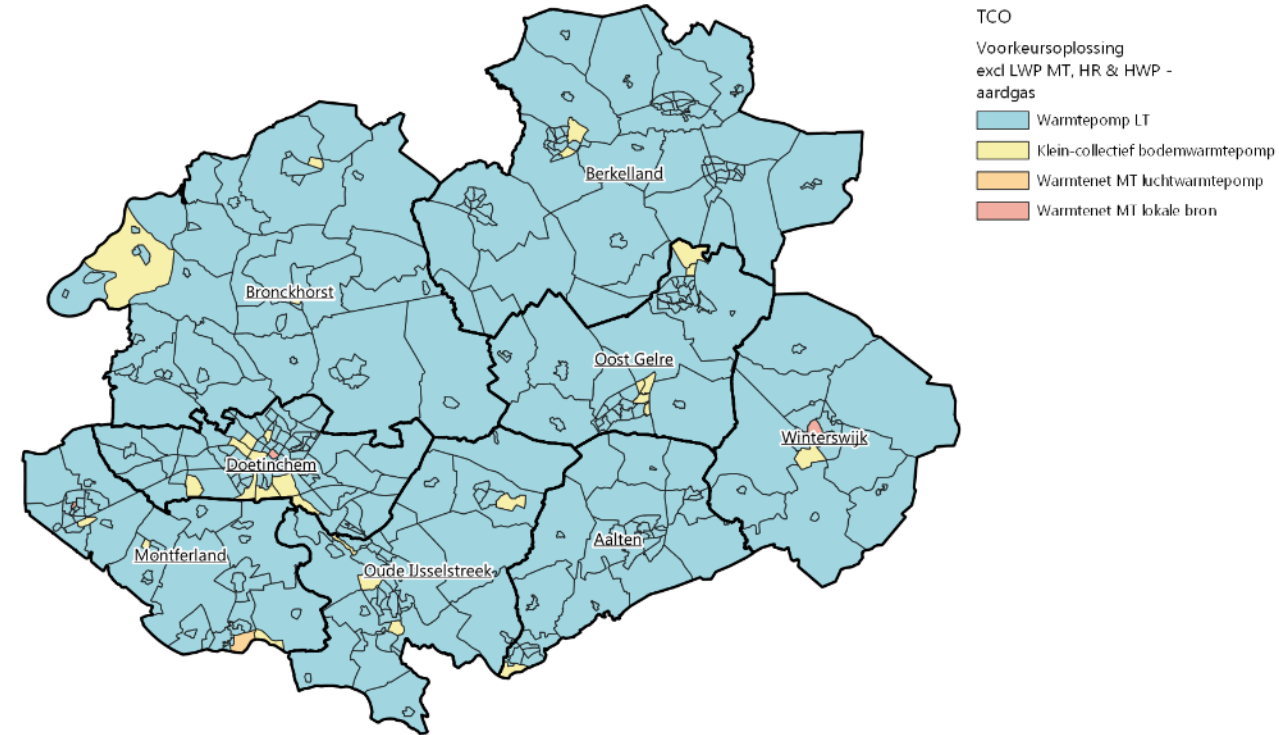 TCO
Voorkeursoplossing
excl LWP MT, HR & HWP -
aardgas
Warmtepomp LT
Klein-collectief bodemwarmtepomp
Warmtenet MT luchtwarmtepomp
Warmtenet MT lokale bron
Berkelland
Bronckhorst
Oost Gelre
Winterswijk
Doetinchem
Aalten
Montferland
Oude IJsselstreek